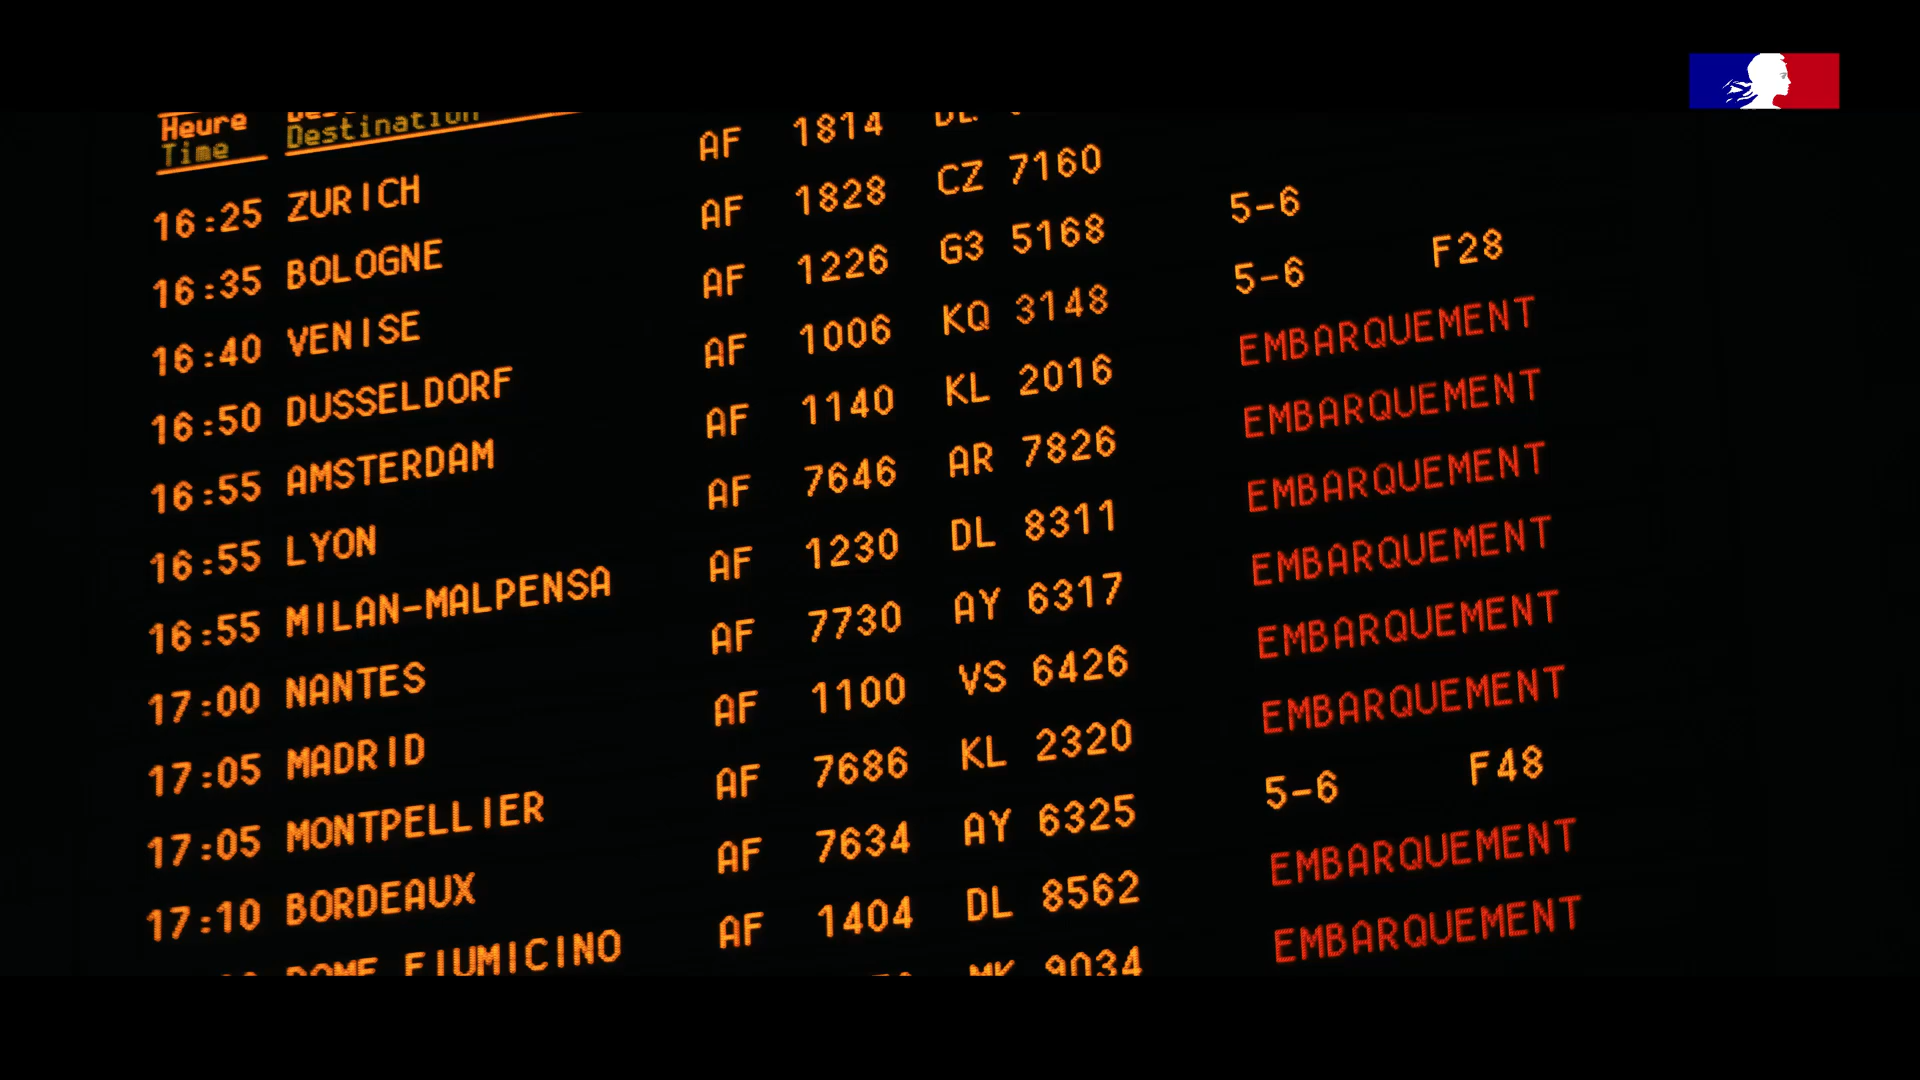 Heure
Time
Destination
16:25 ZURICH AF 1814 DL
16:35 BOLOGNE AF 1828 CZ 7160
16:40 VENISE AF 1226 G3 5168 5-6
16:50 DUSSELDORF AF 1006 KQ 3148 5-6 F28
16:55 AMSTERDAM AF 1140 KL 2016 EMBARQUEMENT
16:55 LYON AF 7646 AR 7826 EMBARQUEMENT
16:55 MILAN-MALPENSA AF 1230 DL 8311 EMBARQUEMENT
17:00 NANTES AF 7730 AY 6317 EMBARQUEMENT
17:05 MADRID AF 1100 VS 6426 EMBARQUEMENT
17:05 MONTPELLIER AF 7686 KL 2320 EMBARQUEMENT
17:10 BORDEAUX AF 7634 AY 6325 5-6 F48
ROME FIUMICINO AF 1404 DL 8562 EMBARQUEMENT
MK 9034 EMBARQUEMENT